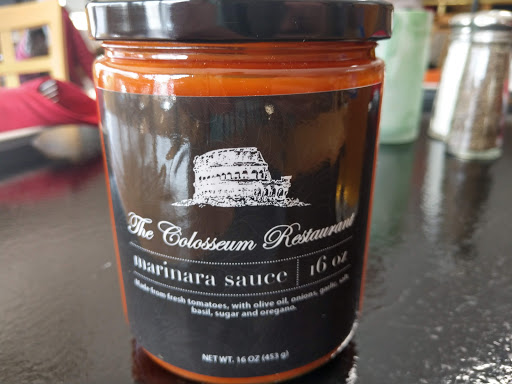 The Colosseum Restaurant
marinara sauce | 16 oz
Made from fresh tomatoes, with olive oil, onions, garlic, salt,
basil, sugar and oregano.
NET WT. 16 OZ (453 g)